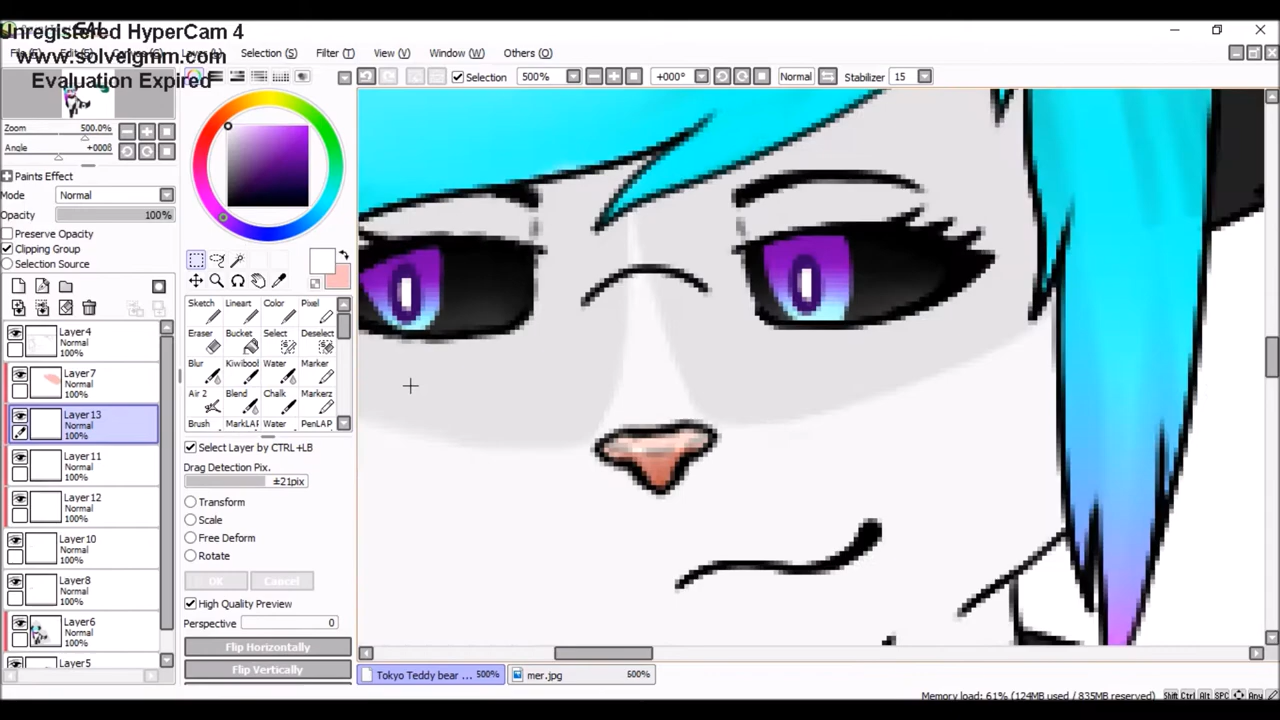 Unregistered HyperCam 4
www.solveigmm.com
Evaluation Expired
Selection (S)
Filter (T)
View (V)
Window (W)
Others (O)
Selection
500%
+000°
Normal
Stabilizer
15
Zoom
500.0%
Angle
Paints Effect
Mode
Normal
Opacity
100%
Preserve Opacity
Clipping Group
Selection Source
Layer4
Normal
100%
Layer7
Normal
100%
Layer13
Normal
100%
Layer11
Normal
100%
Layer12
Normal
100%
Layer10
Normal
100%
Layer8
Normal
100%
Layer6
Normal
100%
Layer5
Sketch
Lineart
Color
Pixel
Eraser
Bucket
Select
Deselect
Blur
Kiwibool
Water
Marker
Air 2
Blend
Chalk
Markerz
Brush
MarkLAP
Water
PenLAP
Select Layer by CTRL+LB
Drag Detection Pix.
±21pix
Transform
Scale
Free Deform
Rotate
OK
Cancel
High Quality Preview
Perspective
0
Flip Horizontally
Flip Vertically
Tokyo Teddy bear ...
500%
mer.jpg
600%
Memory load: 61% (124MB used / 835MB reserved)
Shift Ctrl Alt SPC
Any